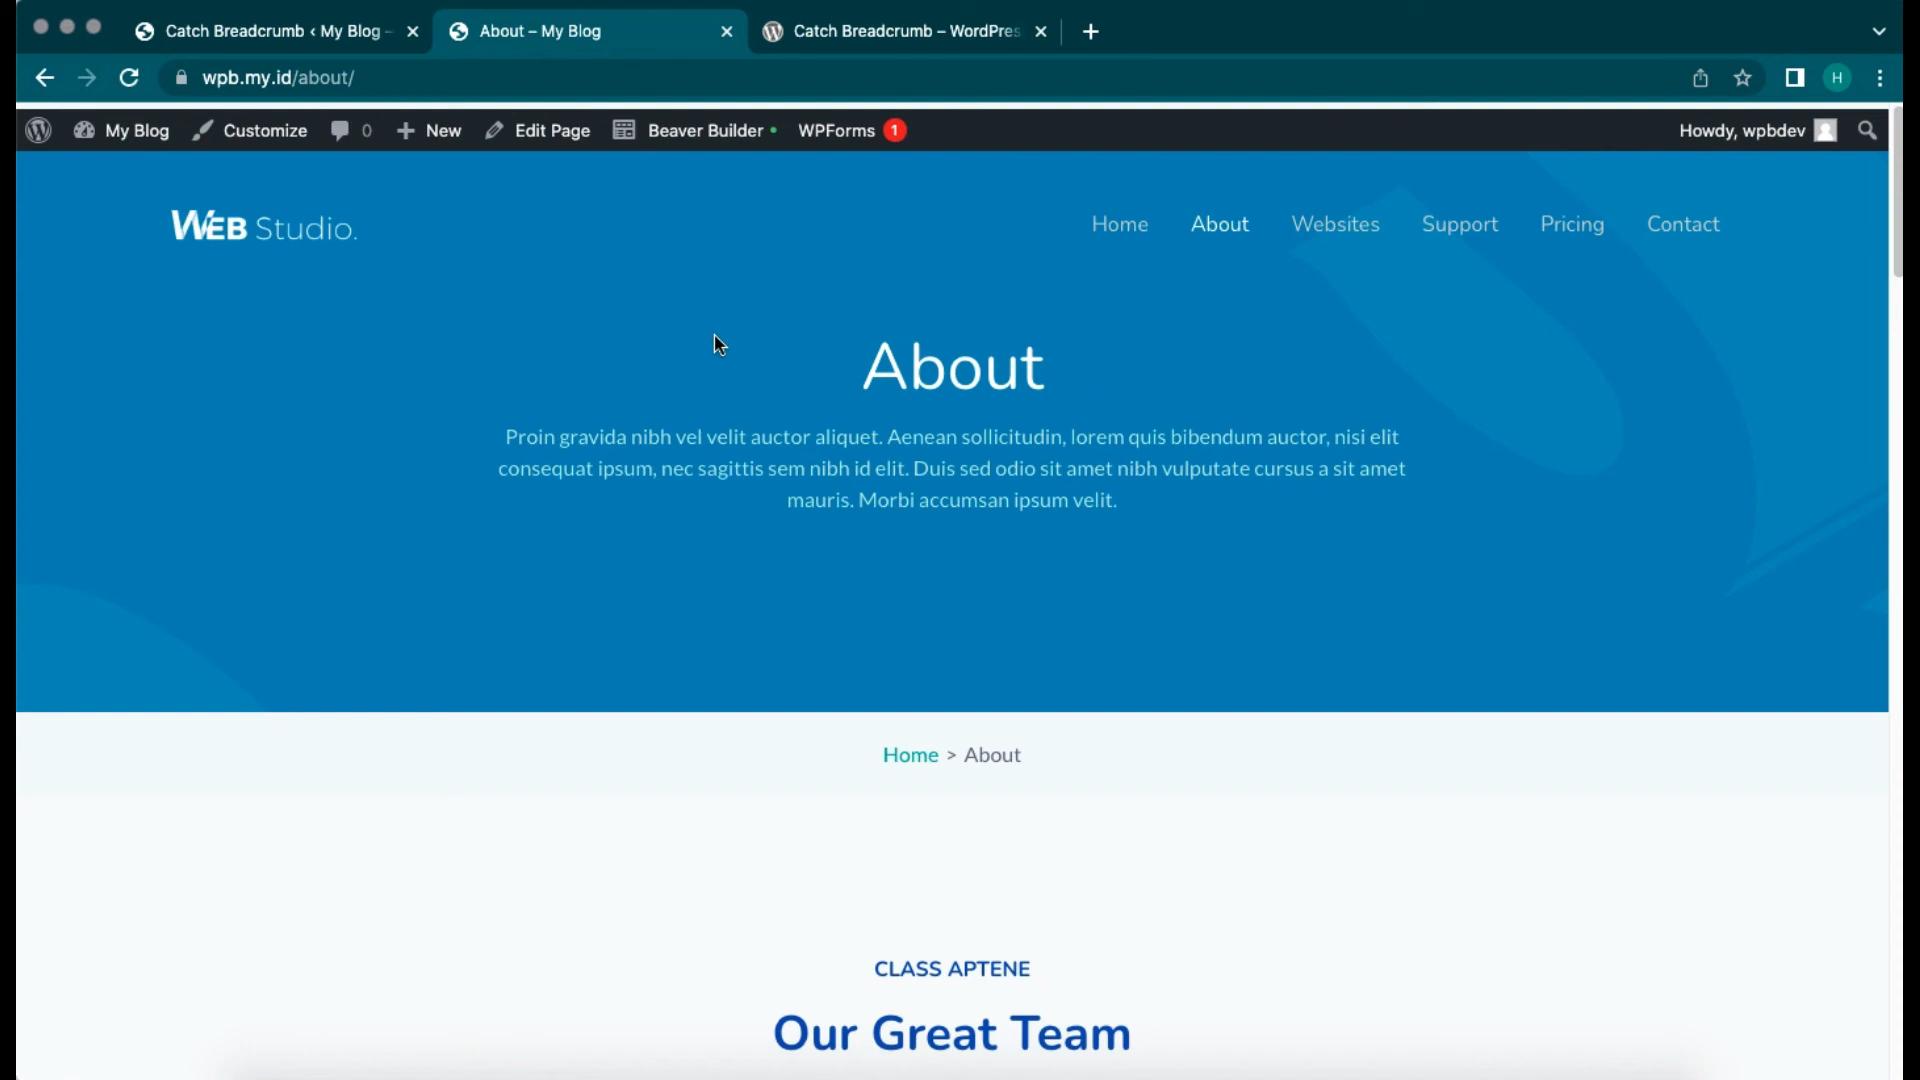 Catch Breadcrumb ‹ My Blog –
About – My Blog
Catch Breadcrumb – WordPres
wpb.my.id/about/
H
My Blog
Customize
0
New
Edit Page
Beaver Builder
WPForms
1
Howdy, wpbdev
WEB Studio.
Home
About
Websites
Support
Pricing
Contact
About
Proin gravida nibh vel velit auctor aliquet. Aenean sollicitudin, lorem quis bibendum auctor, nisi elit
consequat ipsum, nec sagittis sem nibh id elit. Duis sed odio sit amet nibh vulputate cursus a sit amet
mauris. Morbi accumsan ipsum velit.
Home > About
CLASS APTENE
Our Great Team